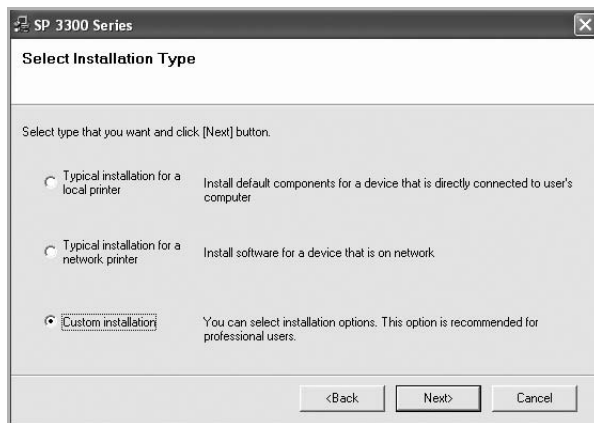 SP 3300 Series
Select Installation Type
Select type that you want and click [Next] button.
Typical installation for a
local printer
Install default components for a device that is directly connected to user's
computer
Typical installation for a
network printer
Install software for a device that is on network
Custom installation
You can select installation options. This option is recommended for
professional users.
<Back
Next>
Cancel